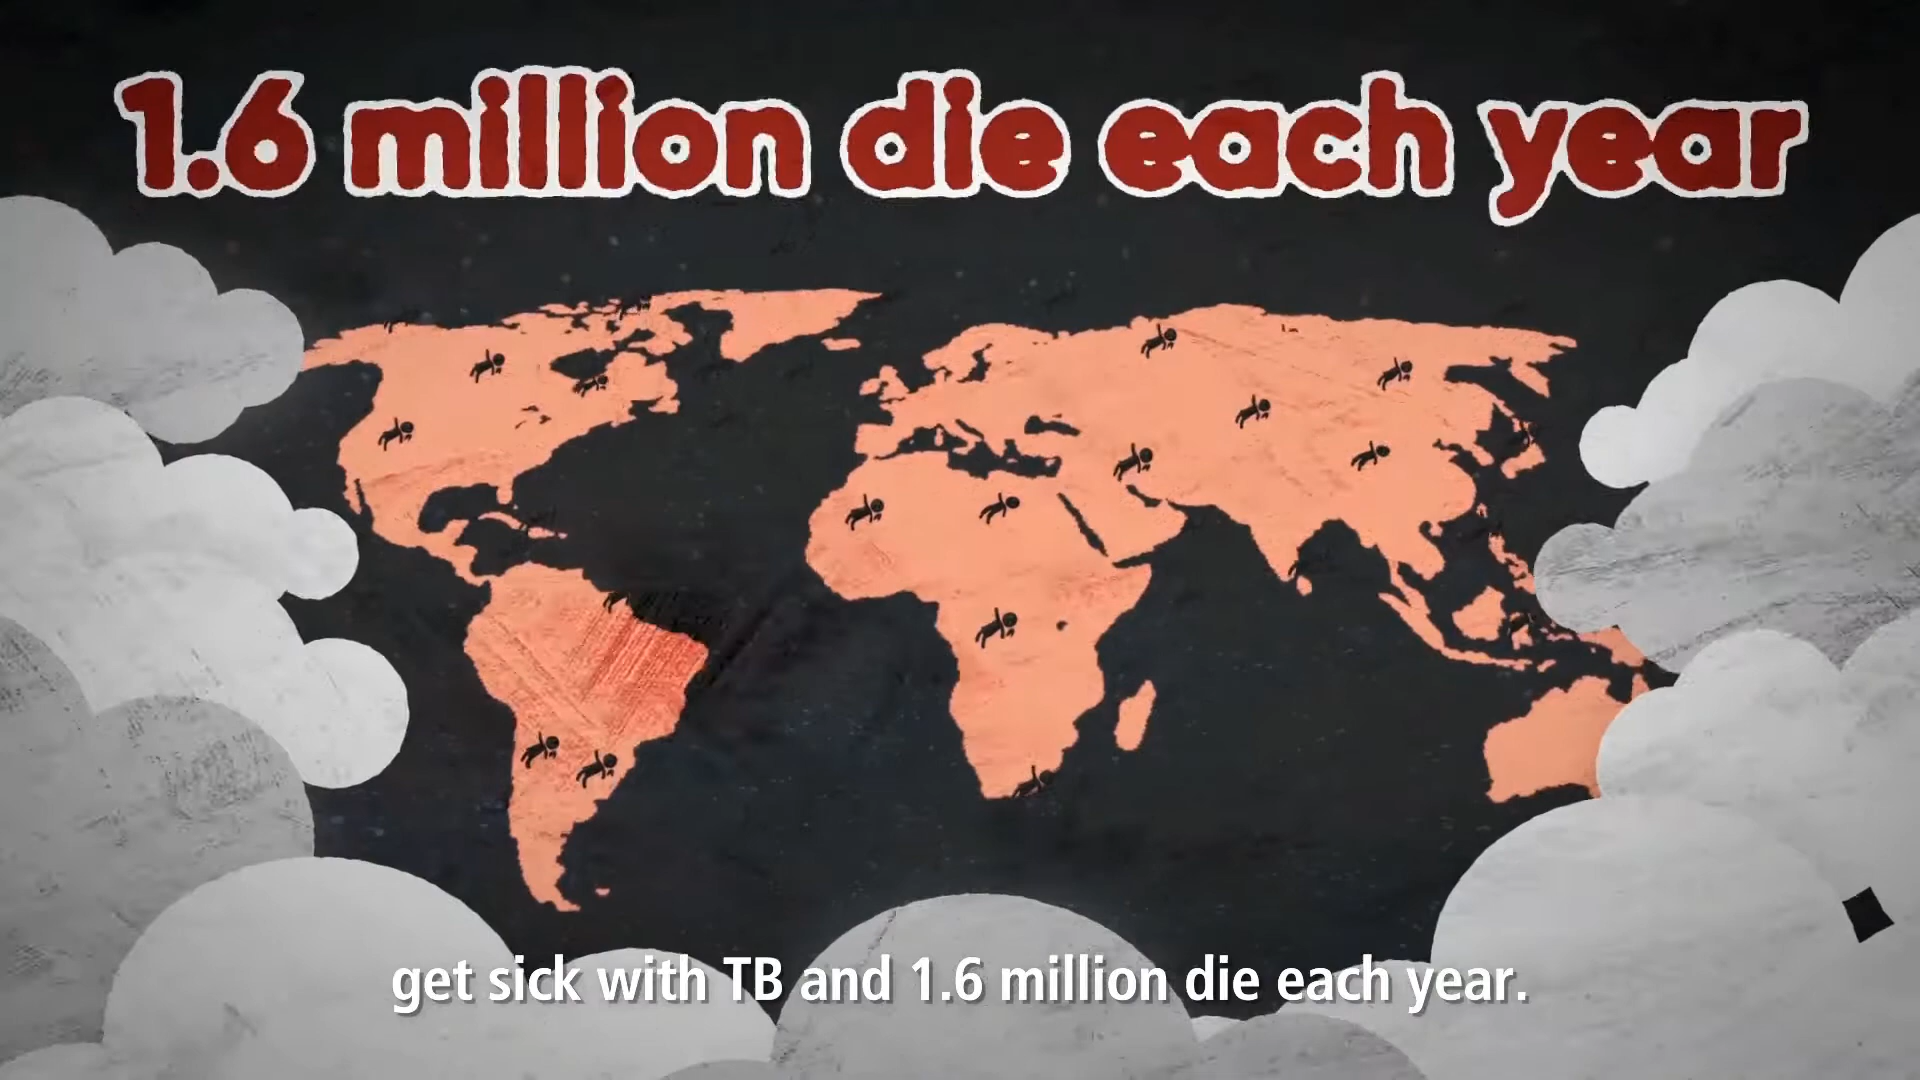 1.6 million die each year
get sick with TB and 1.6 million die each year.